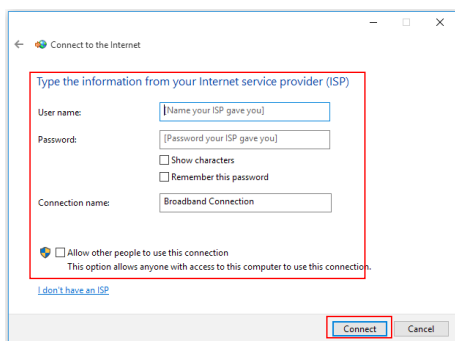 Connect to the Internet
Type the information from your Internet service provider (ISP)
User name:
[Name your ISP gave you]
Password:
[Password your ISP gave you]
Show characters
Remember this password
Connection name:
Broadband Connection
Allow other people to use this connection
This option allows anyone with access to this computer to use this connection.
I don't have an ISP
Connect
Cancel